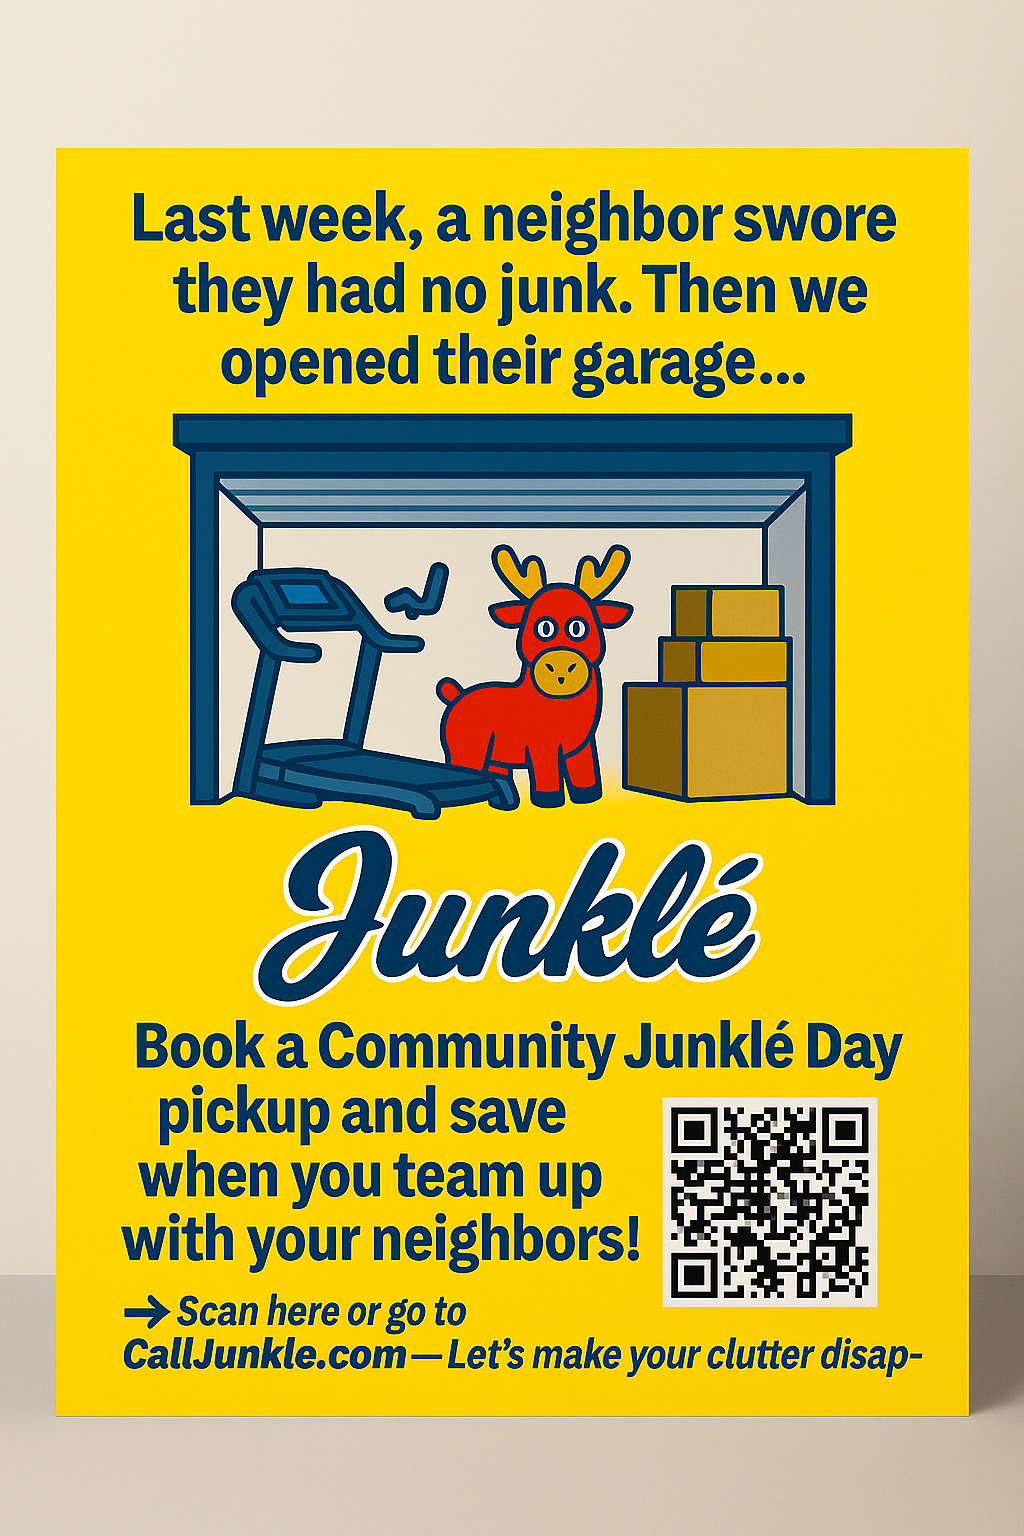 Last week, a neighbor swore
they had no junk. Then we
opened their garage...
Junklé
Book a Community Junklé Day
pickup and save
when you team up
with your neighbors!
→ Scan here or go to
CallJunkle.com—Let's make your clutter disap-